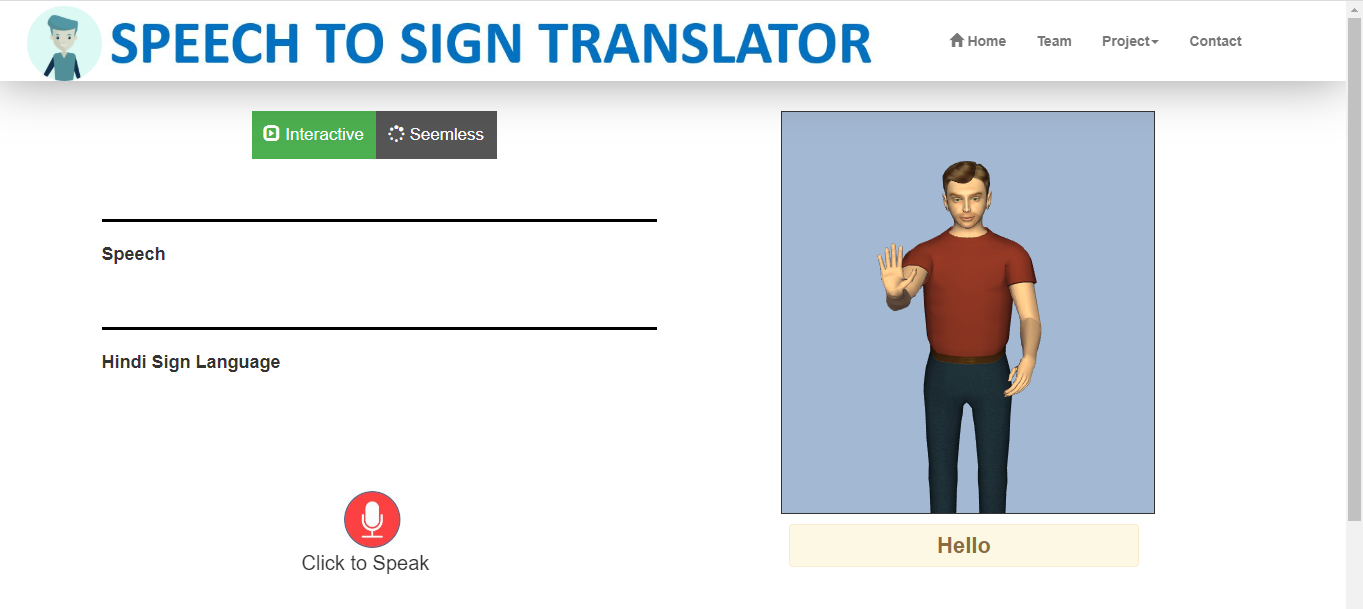 SPEECH TO SIGN TRANSLATOR
Home Team Project Contact
Interactive Seemless
Speech
Hindi Sign Language
Click to Speak
Hello